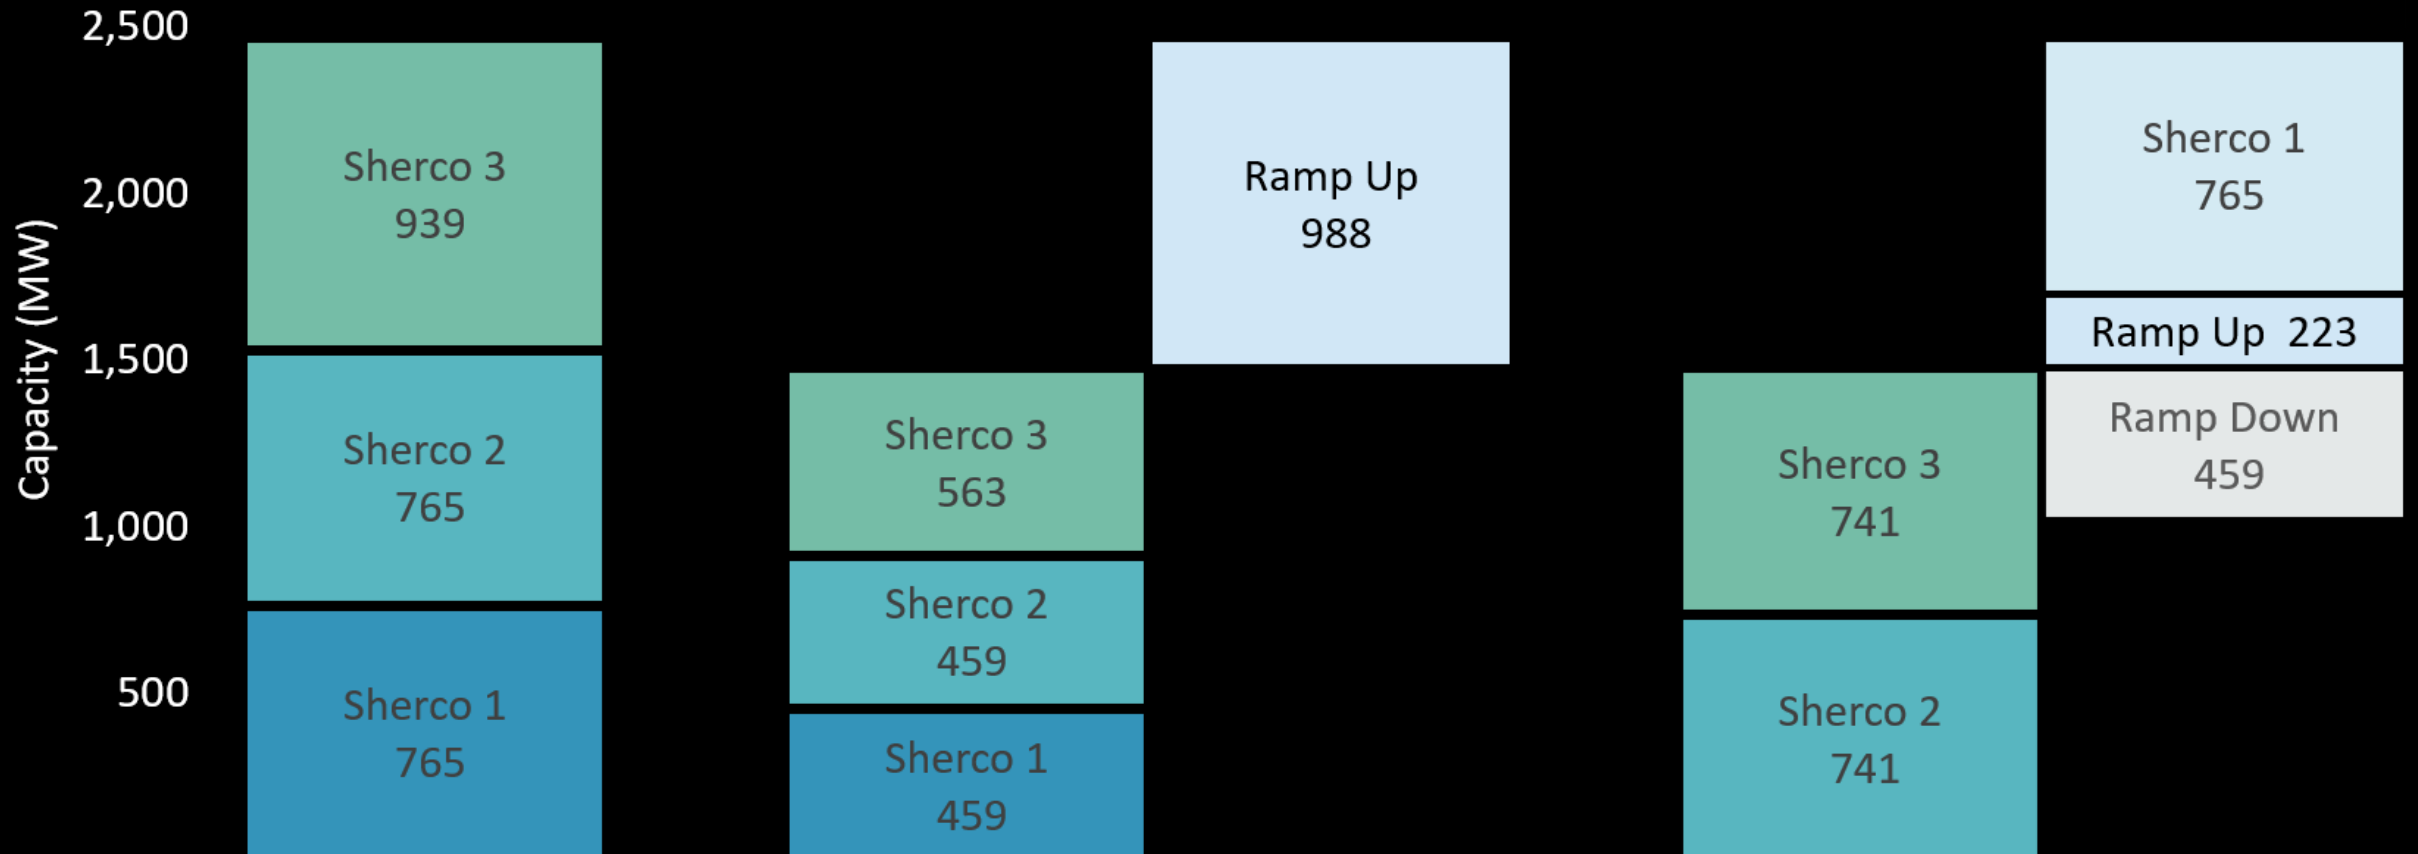 Capacity (MW)
2,500
2,000
1,500
1,000
500
Sherco 3
939
Sherco 2
765
Sherco 1
765
Sherco 3
563
Sherco 2
459
Sherco 1
459
Ramp Up
988
Sherco 3
741
Sherco 2
741
Sherco 1
765
Ramp Up 223
Ramp Down
459